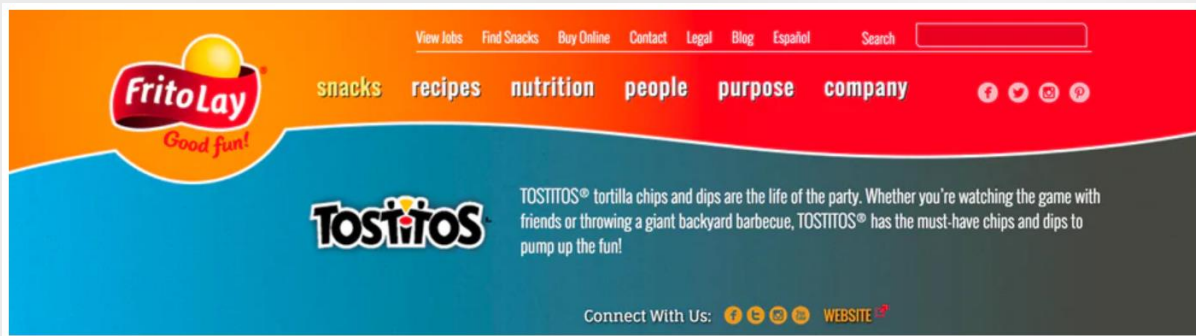 View Jobs Find Snacks Buy Online Contact Legal Blog Español Search
Frito Lay
Good fun!
snacks recipes nutrition people purpose company
TOSTITOS
TOSTITOS® tortilla chips and dips are the life of the party. Whether you're watching the game with
friends or throwing a giant backyard barbecue, TOSTITOS® has the must-have chips and dips to
pump up the fun!
Connect With Us: WEBSITE